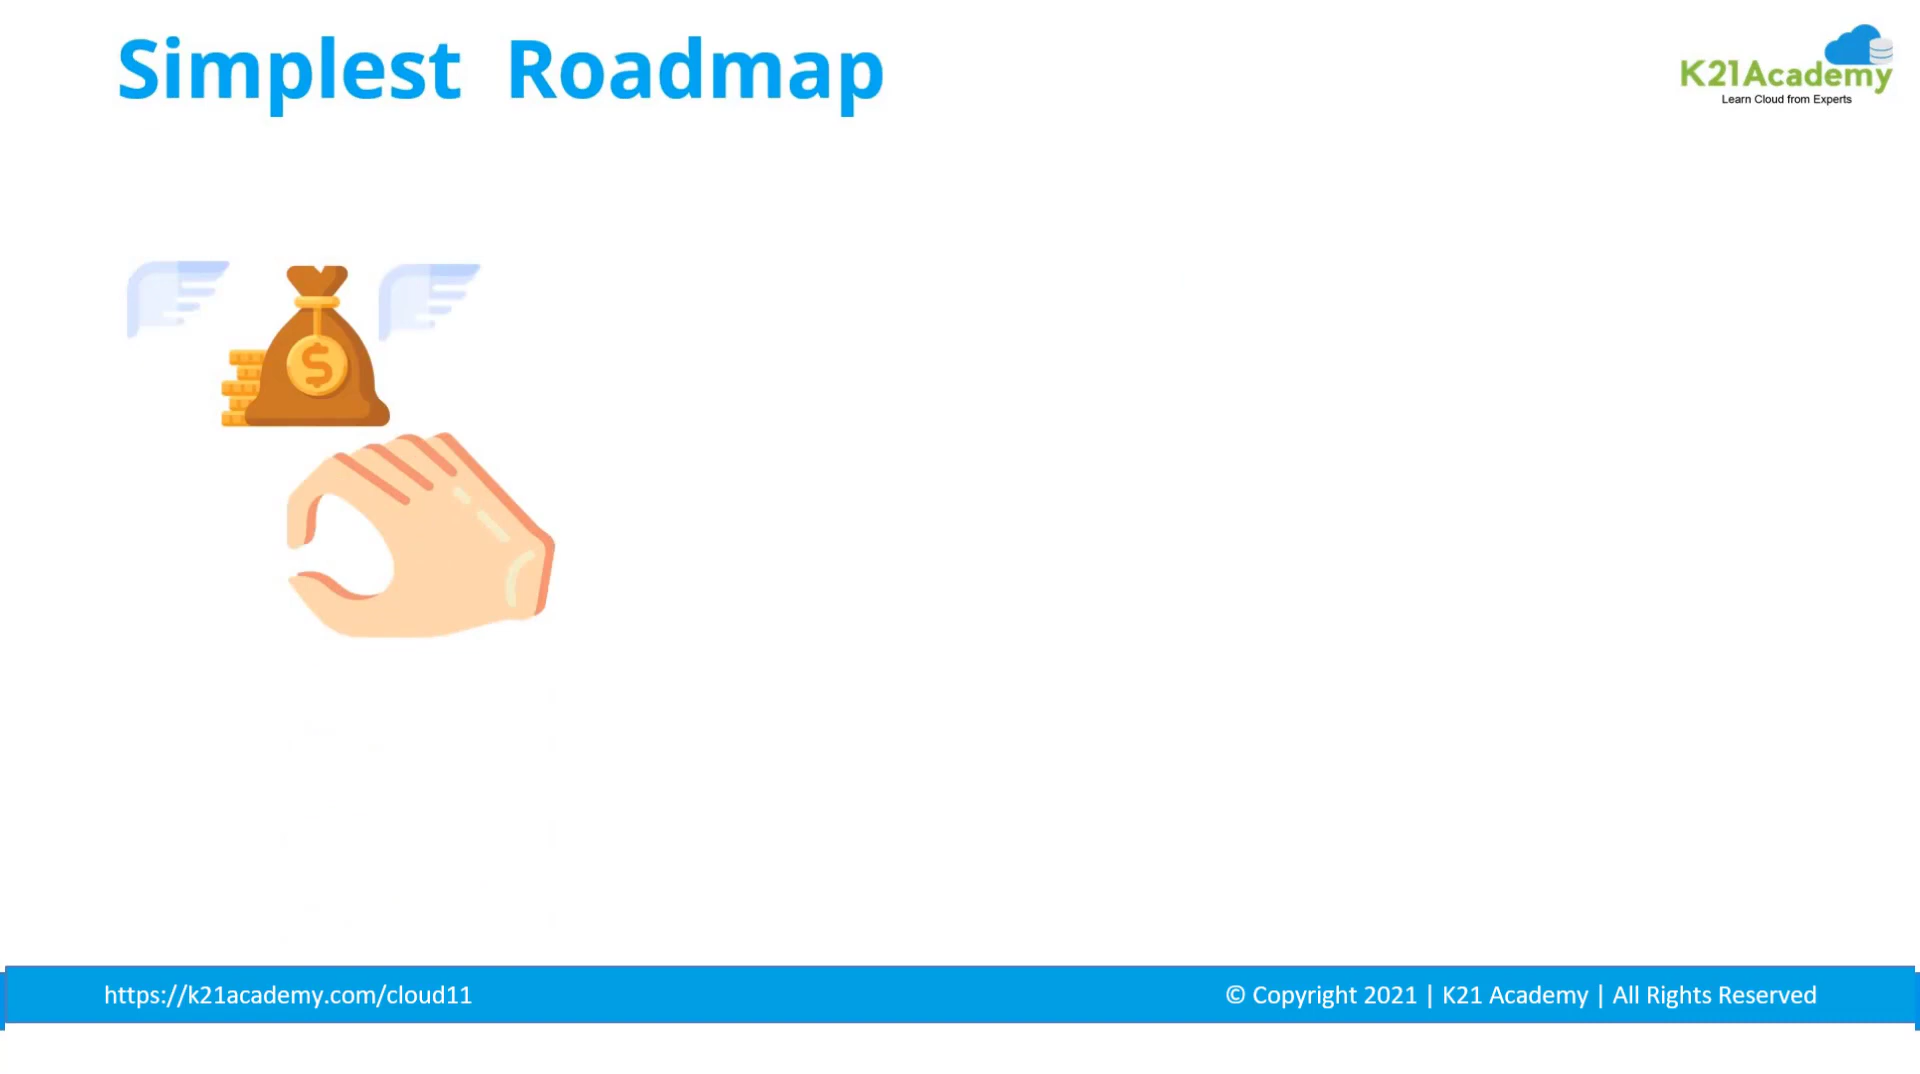 Simplest Roadmap
K21Academy
Learn Cloud from Experts
$
https://k21academy.com/cloud11
© Copyright 2021 | K21 Academy | All Rights Reserved